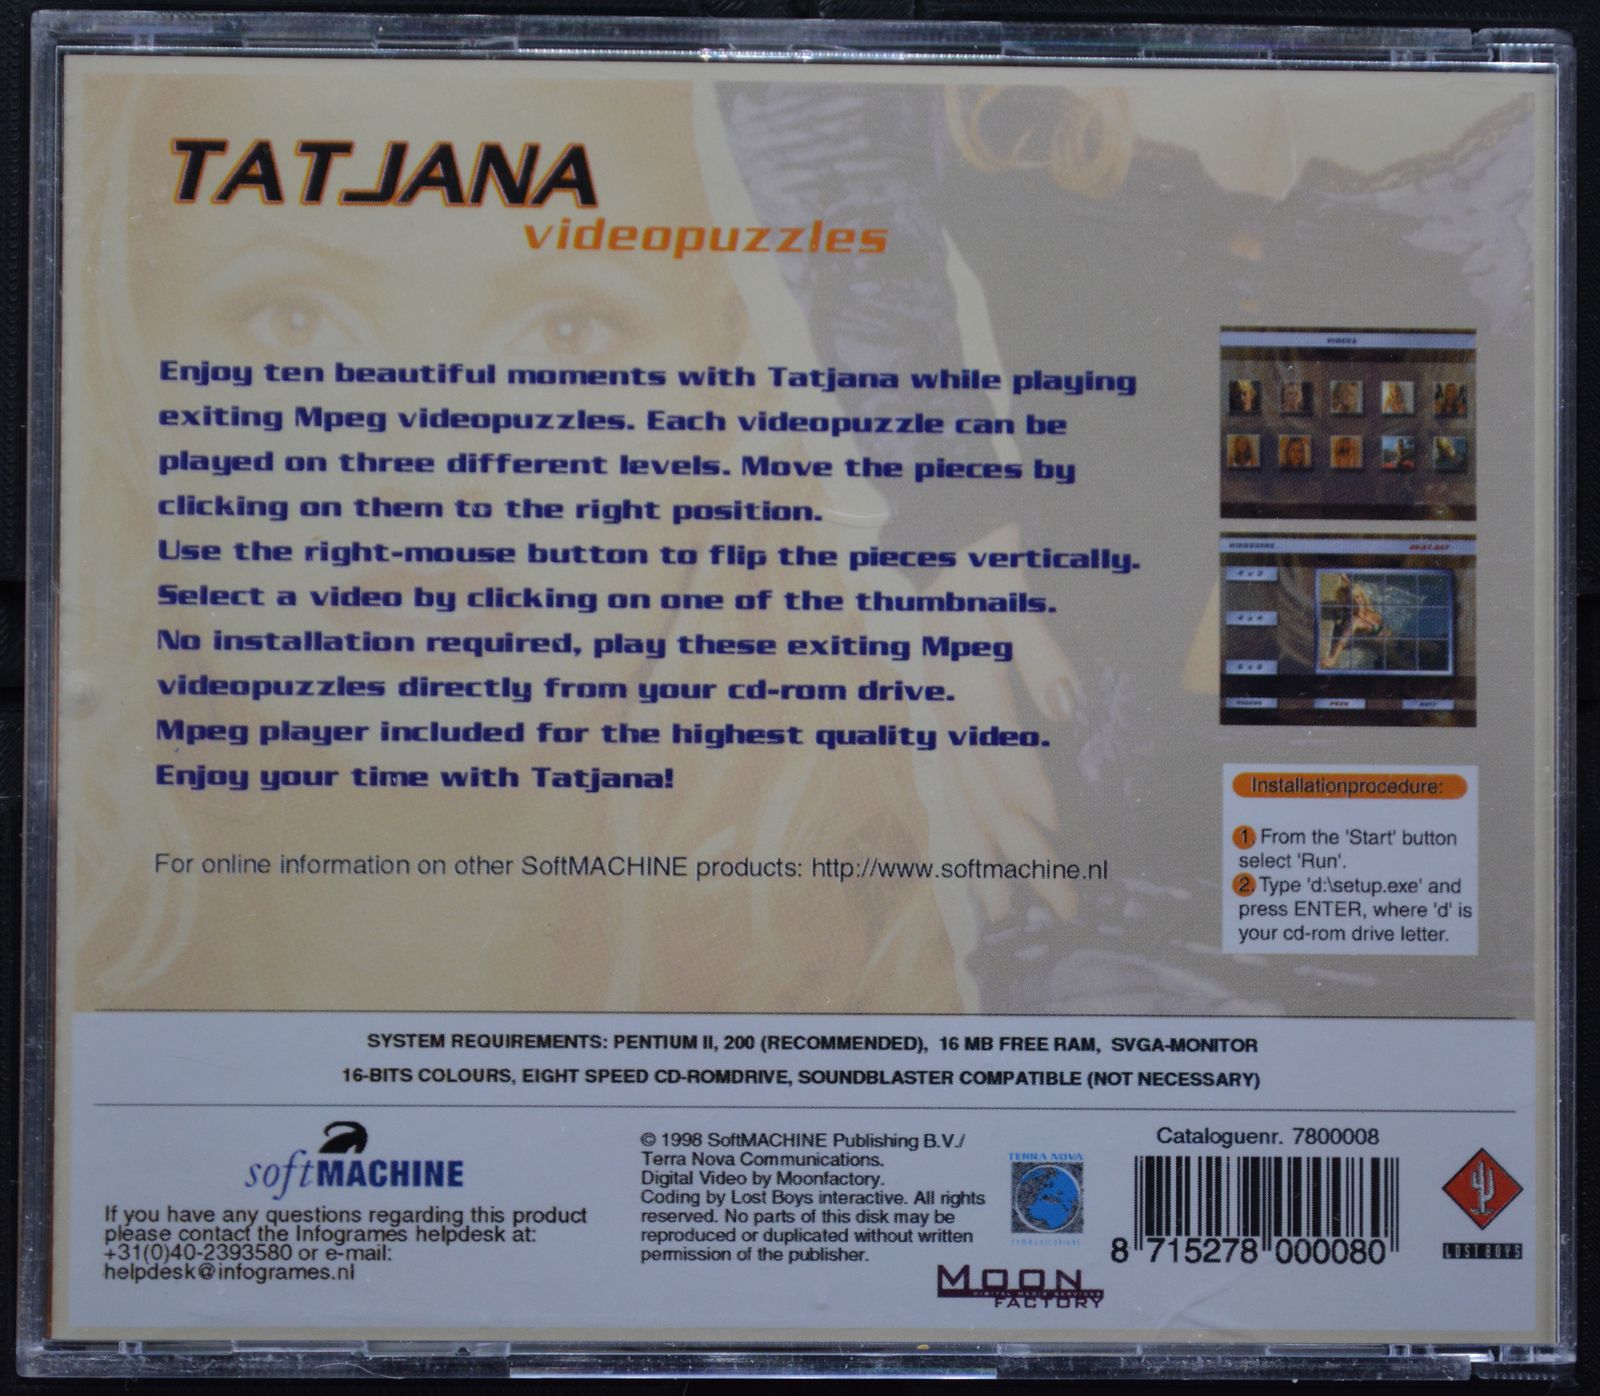 TATJANA
videopuzzles
Enjoy ten beautiful moments with Tatjana while playing
exiting Mpeg videopuzzles. Each videopuzzle can be
played on three different levels. Move the pieces by
clicking on them to the right position.
Use the right-mouse button to flip the pieces vertically.
Select a video by clicking on one of the thumbnails.
No installation required, play these exiting Mpeg
videopuzzles directly from your cd-rom drive.
Mpeg player included for the highest quality video.
Enjoy your time with Tatjana!
For online information on other SoftMACHINE products: http://www.softmachine.nl
VIDEOS
Installationprocedure:
1. From the 'Start' button
select 'Run'.
2. Type 'd:\setup.exe' and
press ENTER, where 'd' is
your cd-rom drive letter.
SYSTEM REQUIREMENTS: PENTIUM II, 200 (RECOMMENDED), 16 MB FREE RAM, SVGA-MONITOR
16-BITS COLOURS, EIGHT SPEED CD-ROMDRIVE, SOUNDBLASTER COMPATIBLE (NOT NECESSARY)
softMACHINE
If you have any questions regarding this product
please contact the Infogrames helpdesk at:
+31(0)40-2393580 or e-mail:
helpdesk@infogrames.nl
© 1998 SoftMACHINE Publishing B.V./
Terra Nova Communications.
Digital Video by Moonfactory.
Coding by Lost Boys interactive. All rights
reserved. No parts of this disk may be
reproduced or duplicated without written
permission of the publisher.
TERRA NOVA
COMMUNICATIONS
MOON
DIGITAL MEDIA SERVICES
FACTORY
Cataloguenr. 7800008
8 715278 000080
LOST BOYS